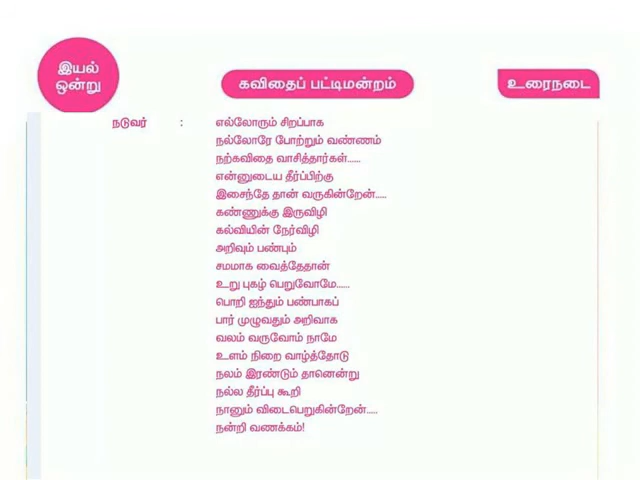 இயல்
ஒன்று
கவிதைப் பட்டிமன்றம்
உரைநடை
நடுவர் : எல்லோரும் சிறப்பாக
நல்லோரே போற்றும் வண்ணம்
நற்கவிதை வாசித்தார்கள்......
என்னுடைய தீர்ப்பிற்கு
இசைந்தே தான் வருகின்றேன்.....
கண்ணுக்கு இருவிழி
கல்வியின் நேர்விழி
அறிவும் பண்பும்
சமமாக வைத்தேதான்
உறு புகழ் பெறுவோமே......
பொறி ஐந்தும் பண்பாகப்
பார் முழுவதும் அறிவாக
வலம் வருவோம் நாமே
உளம் நிறை வாழ்த்தோடு
நலம் இரண்டும் தானென்று
நல்ல தீர்ப்பு கூறி
நானும் விடைபெறுகின்றேன்.....
நன்றி வணக்கம்!